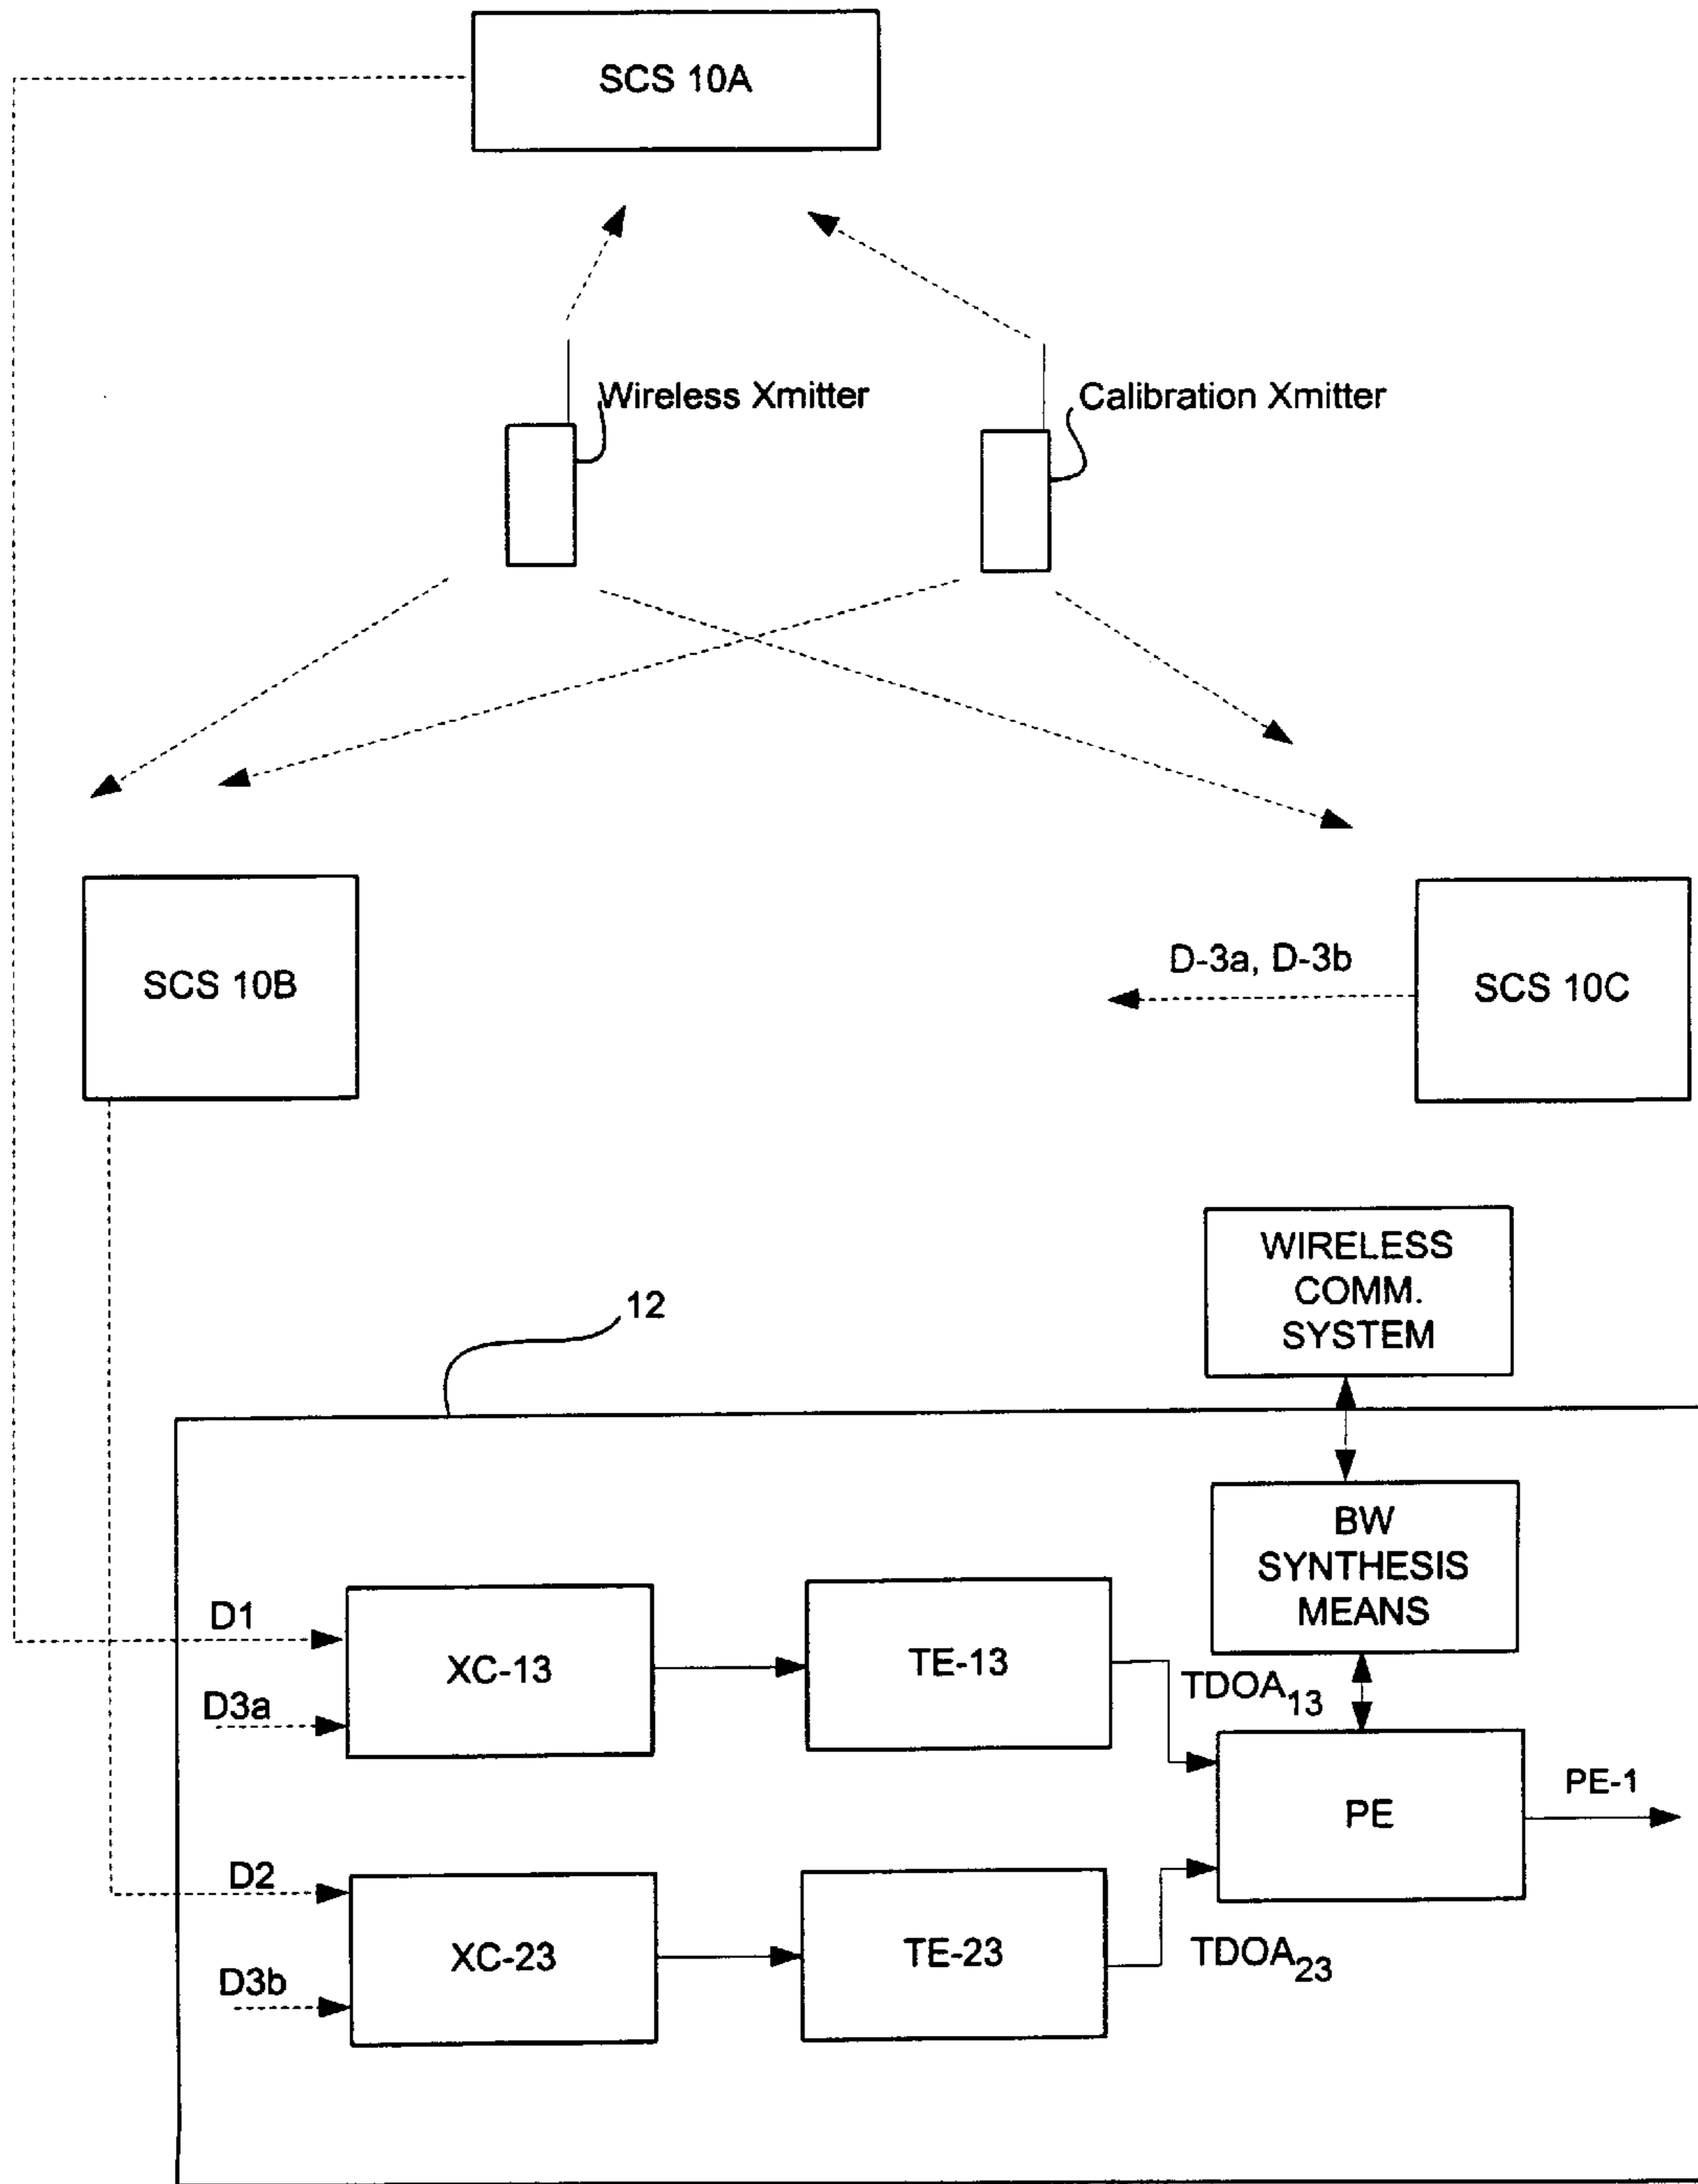 SCS 10A
Wireless Xmitter
Calibration Xmitter
SCS 10B
D-3a, D-3b
SCS 10C
WIRELESS
COMM.
SYSTEM
12
BW
SYNTHESIS
MEANS
D1
XC-13
TE-13
TDOA13
D3a
PE
PE-1
D2
XC-23
TE-23
TDOA23
D3b